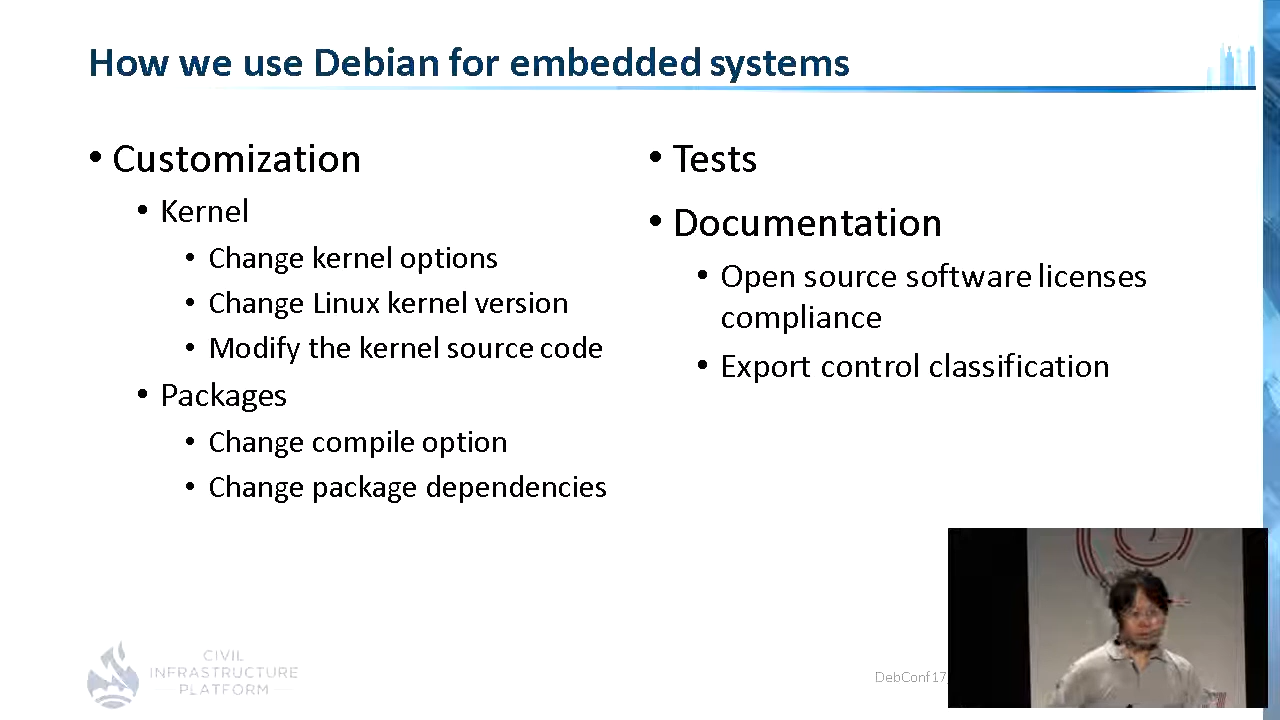 How we use Debian for embedded systems
• Customization
• Kernel
• Change kernel options
• Change Linux kernel version
• Modify the kernel source code
• Packages
• Change compile option
• Change package dependencies
• Tests
• Documentation
• Open source software licenses
compliance
• Export control classification
CIVIL
INFRASTRUCTURE
PLATFORM
DebConf17